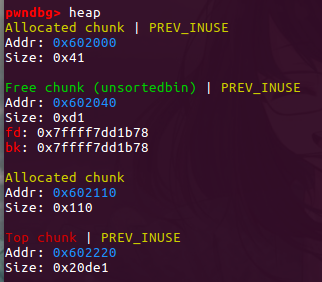 pwndbg> heap
Allocated chunk | PREV_INUSE
Addr: 0x602000
Size: 0x41
Free chunk (unsortedbin) | PREV_INUSE
Addr: 0x602040
Size: 0xd1
fd: 0x7ffff7dd1b78
bk: 0x7ffff7dd1b78
Allocated chunk
Addr: 0x602110
Size: 0x110
Top chunk | PREV_INUSE
Addr: 0x602220
Size: 0x20de1